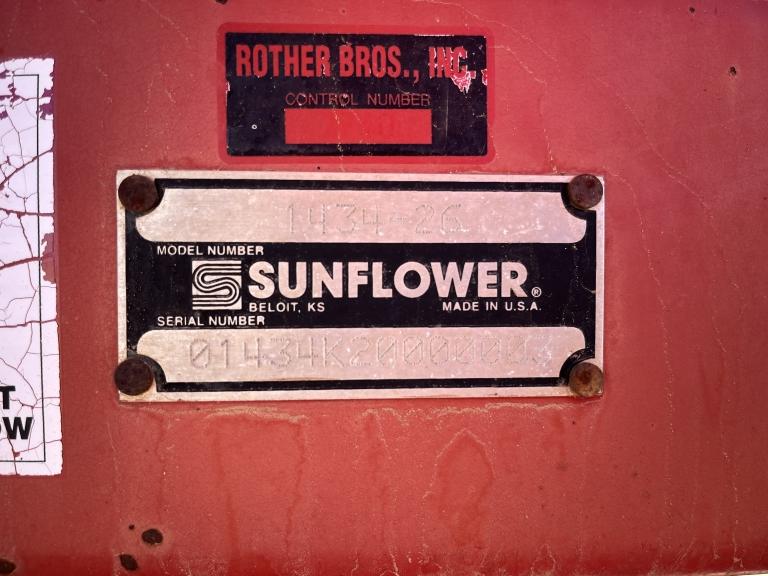 ROTHER BROS., INC.
CONTROL NUMBER
1434-26
MODEL NUMBER
SUNFLOWER®
BELOIT, KS MADE IN U.S.A.
SERIAL NUMBER